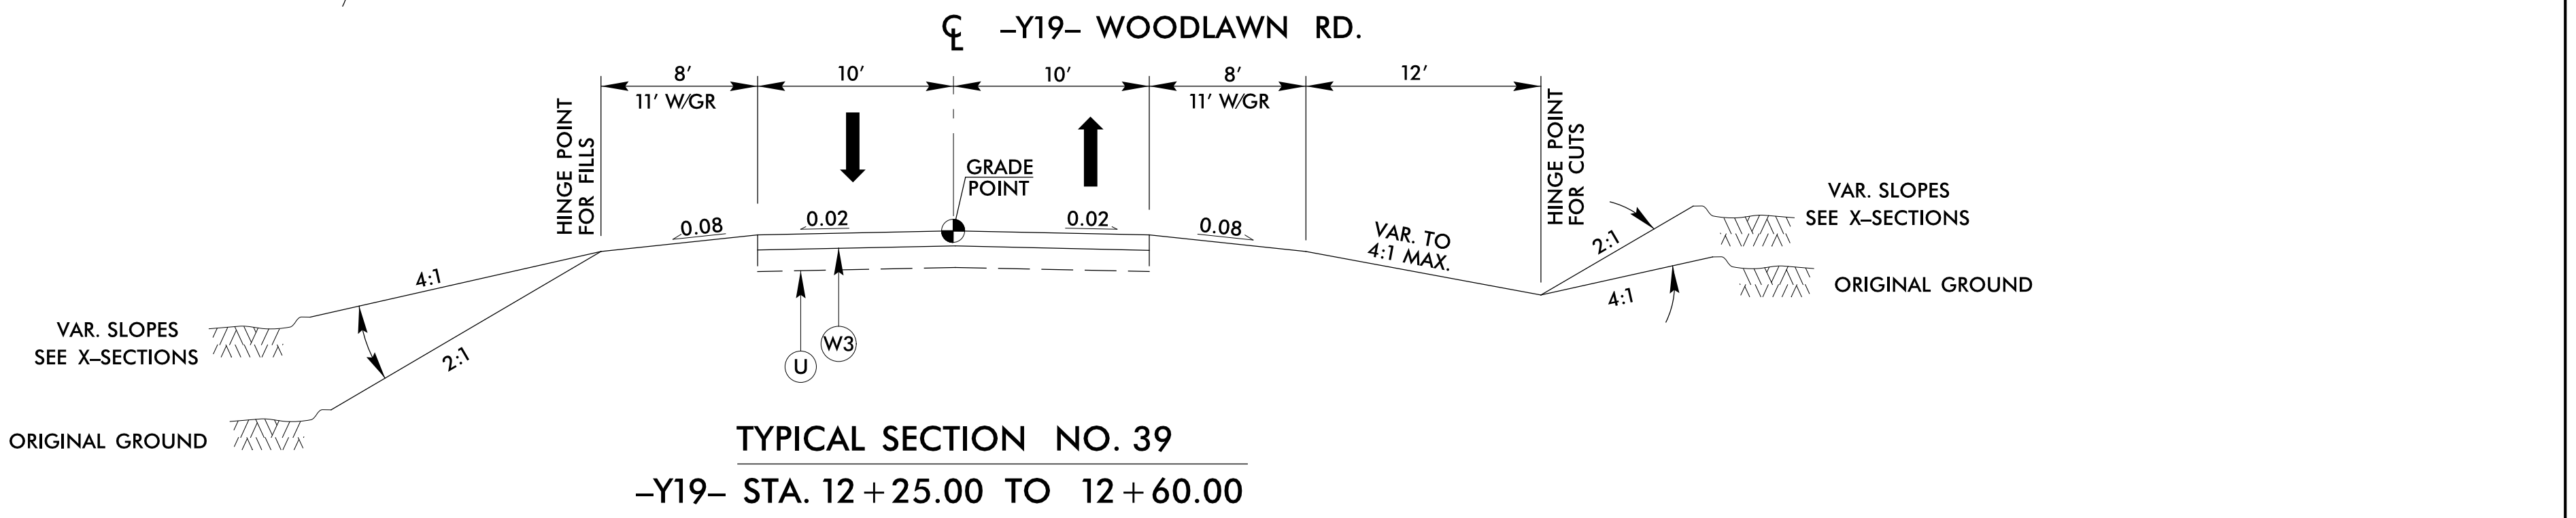 ℄ –Y19– WOODLAWN RD.
8' 10' 10' 8' 12'
11' W/GR 11' W/GR
HINGE POINT
FOR FILLS
HINGE POINT
FOR CUTS
GRADE
POINT
0.08 0.02 0.02 0.08
VAR. TO
4:1 MAX.
2:1
4:1
VAR. SLOPES
SEE X–SECTIONS
ORIGINAL GROUND
4:1
2:1
VAR. SLOPES
SEE X–SECTIONS
ORIGINAL GROUND
W3
U
TYPICAL SECTION NO. 39
–Y19– STA. 12+25.00 TO 12+60.00